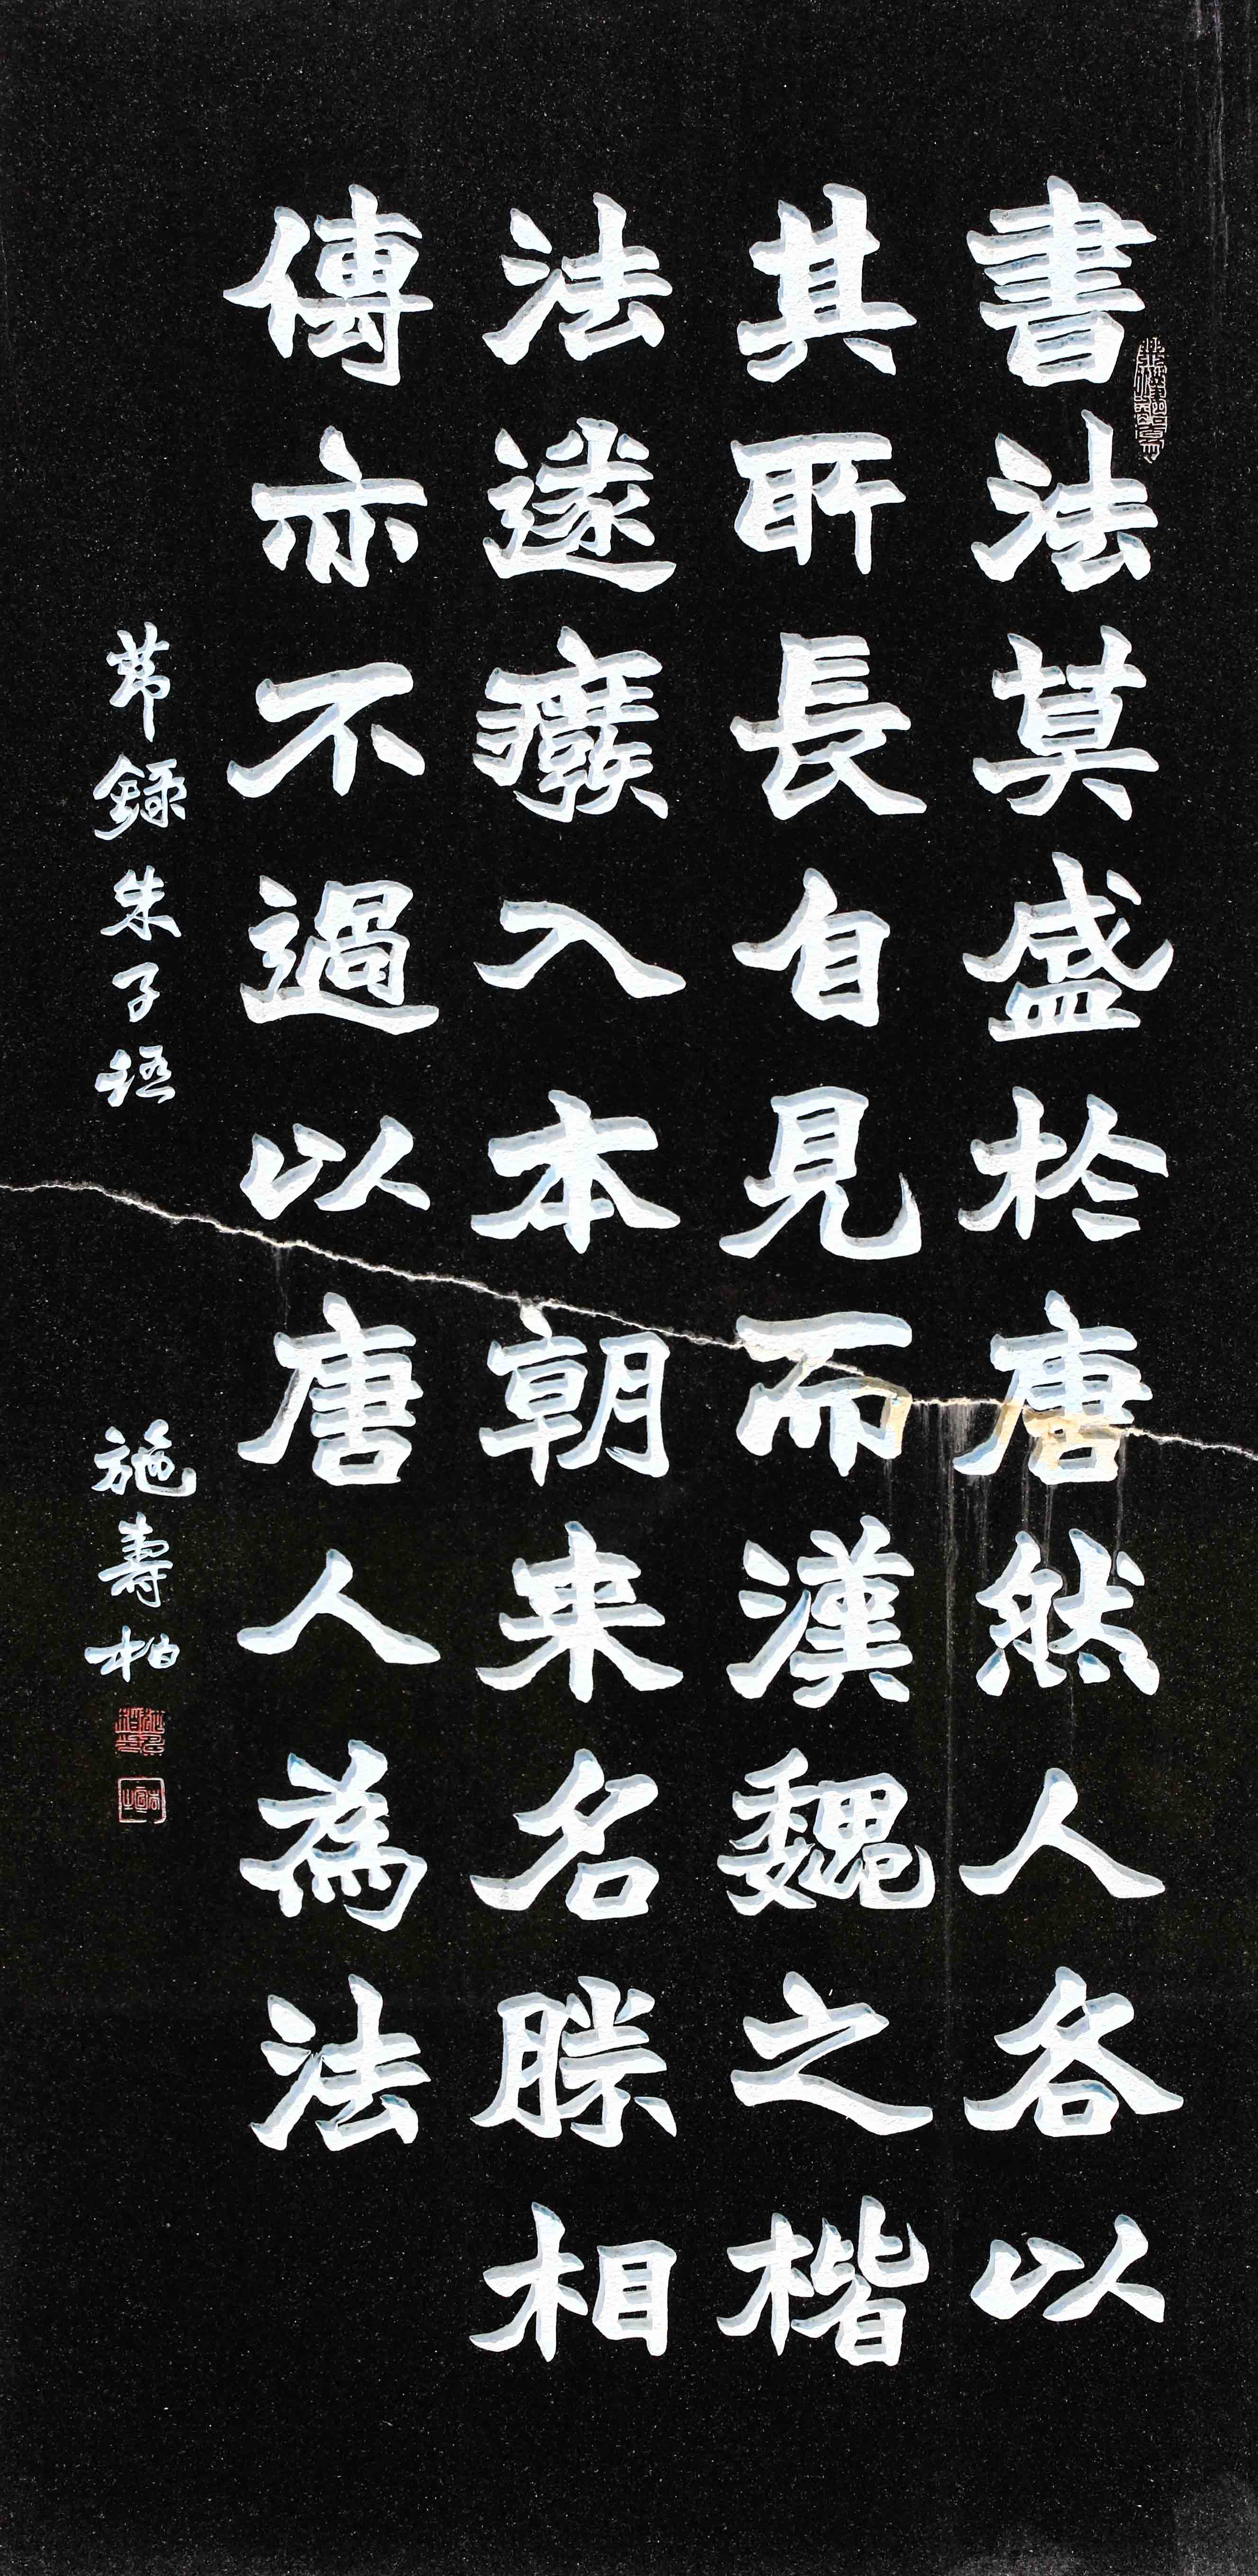 書法莫盛於唐然人各以
其所長自見而漢魏之楷
法遂癈入本朝来名勝相
傳亦不過以唐人為法
節錄朱子語
施壽柏